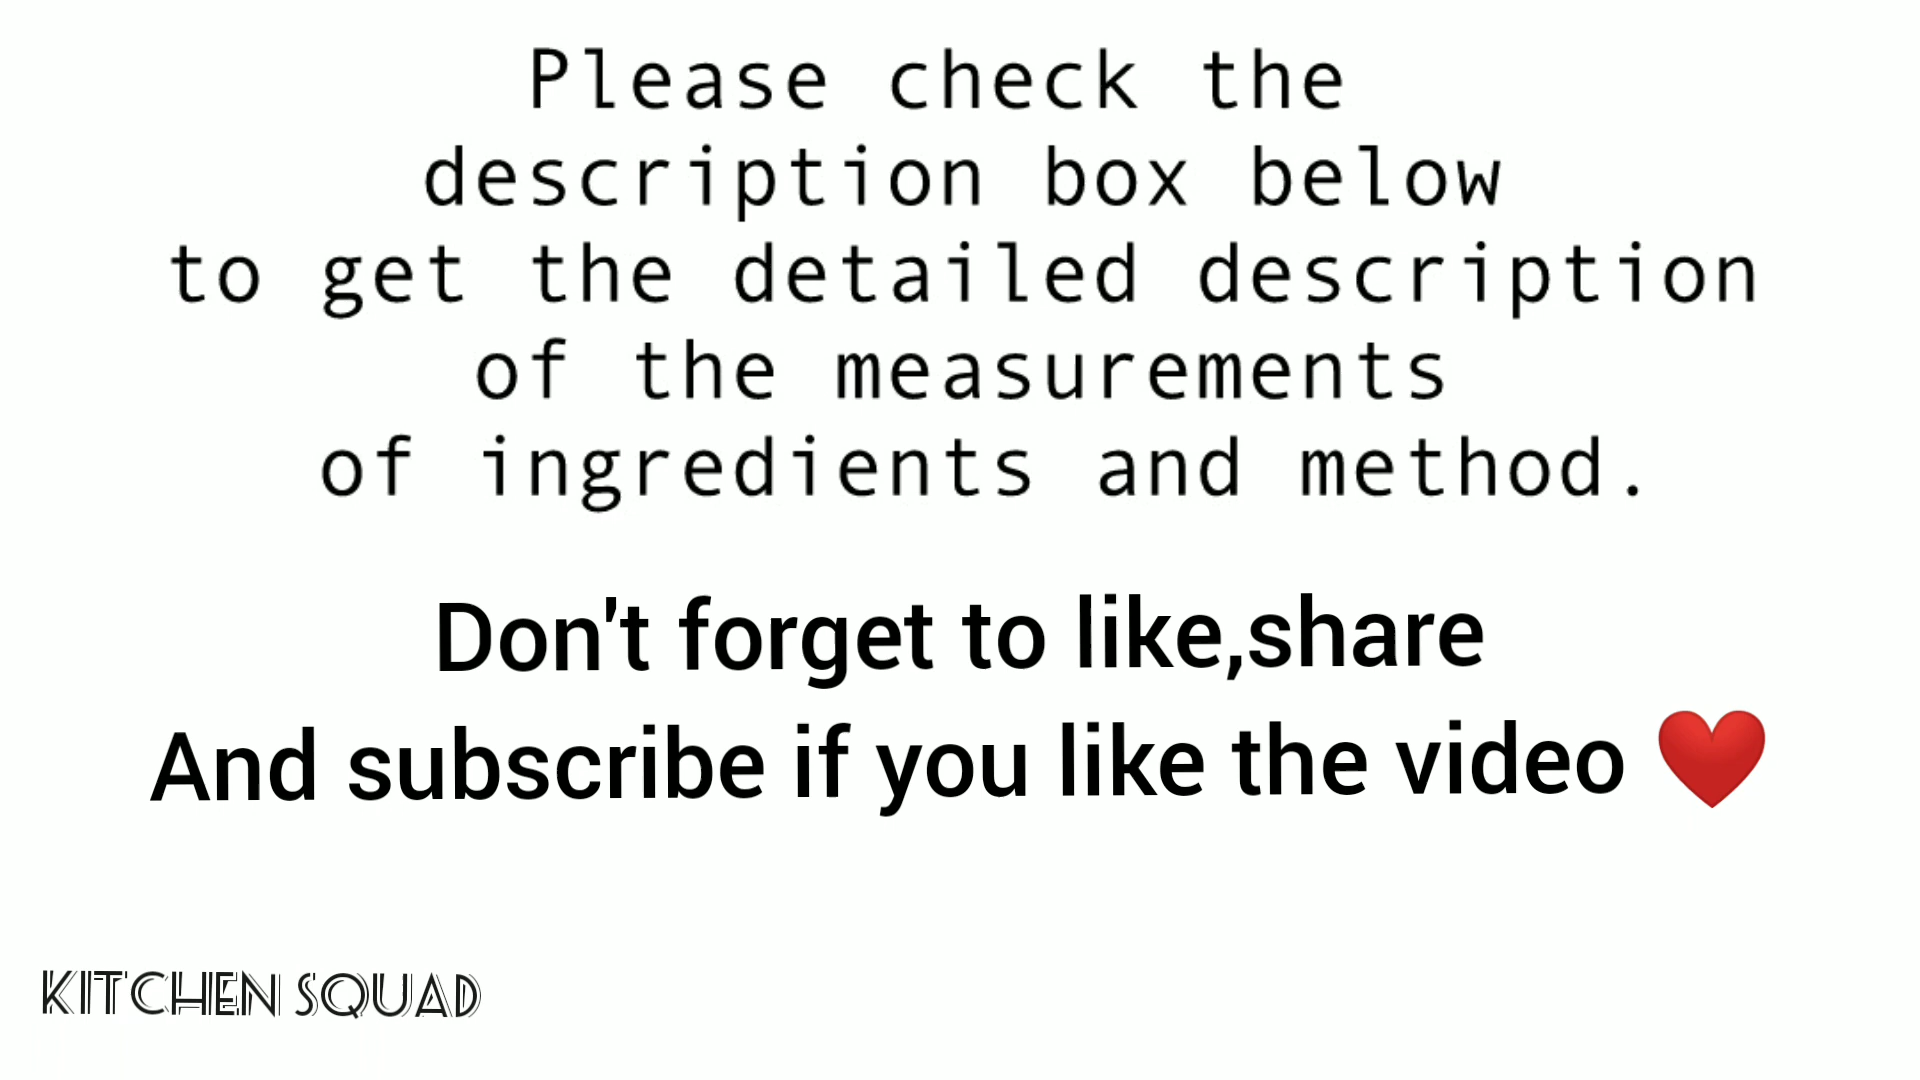 Please check the
description box below
to get the detailed description
of the measurements
of ingredients and method.
Don't forget to like,share
And subscribe if you like the video ❤️
KITCHEN SQUAD